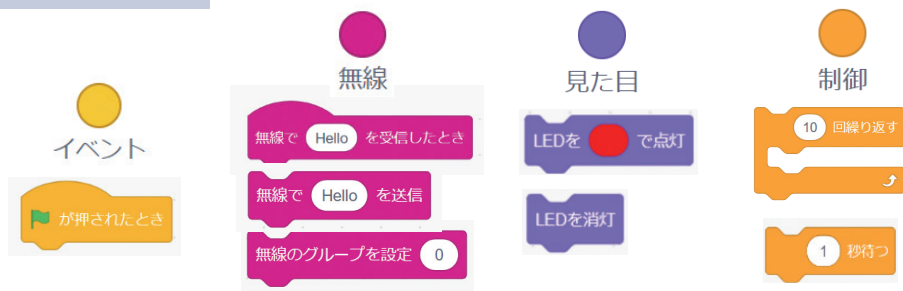 イベント
が押されたとき
無線
無線で Hello を受信したとき
無線で Hello を送信
無線のグループを設定 0
見た目
LEDを で点灯
LEDを消灯
制御
10 回繰り返す
1 秒待つ